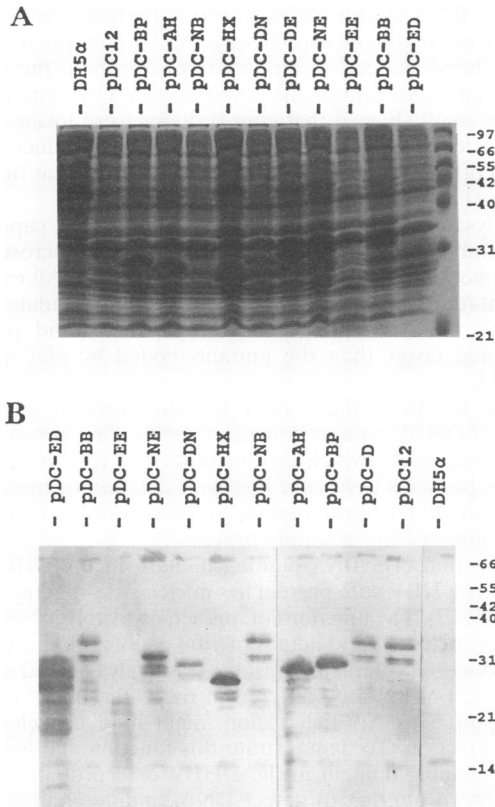 A
- DH5α
- pDC12
- pDC-BP
- pDC-AH
- pDC-NB
- pDC-HX
- pDC-DN
- pDC-DE
- pDC-NE
- pDC-EE
- pDC-BB
- pDC-ED
-97
-66
-55
-42
-40
-31
-21
B
- pDC-ED
- pDC-BB
- pDC-EE
- pDC-NE
- pDC-DN
- pDC-HX
- pDC-NB
- pDC-AH
- pDC-BP
- pDC-D
- pDC12
- DH5α
-66
-55
-42
-40
-31
-21
-14